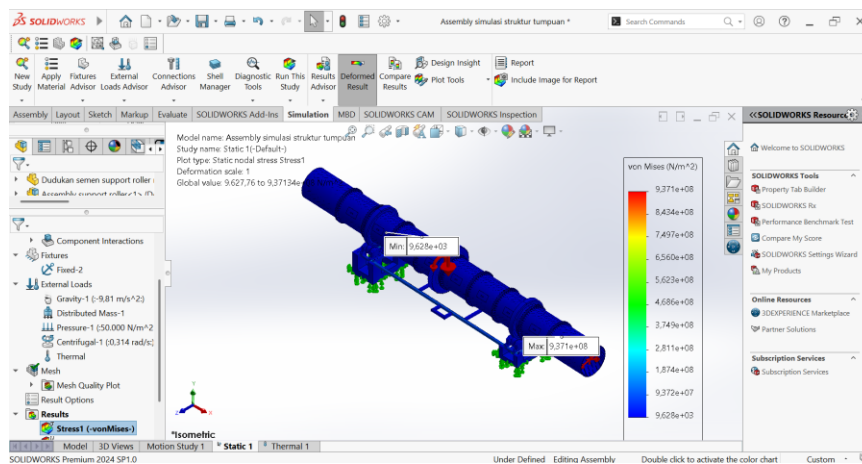 SOLIDWORKS
Assembly simulasi struktur tumpuan *
Search Commands
New Study
Apply Material
Fixtures Advisor
External Loads Advisor
Connections Advisor
Shell Manager
Diagnostic Tools
Run This Study
Results Advisor
Deformed Result
Compare Results
Design Insight
Plot Tools
Report
Include Image for Report
Assembly Layout Sketch Markup Evaluate SOLIDWORKS Add-Ins Simulation MBD SOLIDWORKS CAM SOLIDWORKS Inspection
Dudukan semen support roller
Assembly support roller<1> (D
Component Interactions
Fixtures
Fixed-2
External Loads
Gravity-1 (:-9,81 m/s^2:)
Distributed Mass-1
Pressure-1 (:50.000 N/m^2
Centrifugal-1 (:0,314 rad/s:
Thermal
Mesh
Mesh Quality Plot
Result Options
Results
Stress1 (-vonMises-)
Model name: Assembly simulasi struktur tumpuan
Study name: Static 1(-Default-)
Plot type: Static nodal stress Stress1
Deformation scale: 1
Global value: 9.627,76 to 9,37134
Min: 9,628e+03
Max: 9,371e+08
*Isometric
von Mises (N/m^2)
9,371e+08
8,434e+08
7,497e+08
6,560e+08
5,623e+08
4,686e+08
3,749e+08
2,811e+08
1,874e+08
9,372e+07
9,628e+03
SOLIDWORKS Resourc
Welcome to SOLIDWORKS
SOLIDWORKS Tools
Property Tab Builder
SOLIDWORKS Rx
Performance Benchmark Test
Compare My Score
SOLIDWORKS Settings Wizard
My Products
Online Resources
3DEXPERIENCE Marketplace
Partner Solutions
Subscription Services
Subscription Services
Model 3D Views Motion Study 1 Static 1 Thermal 1
SOLIDWORKS Premium 2024 SP1.0
Under Defined Editing Assembly Double click to activate the color chart Custom